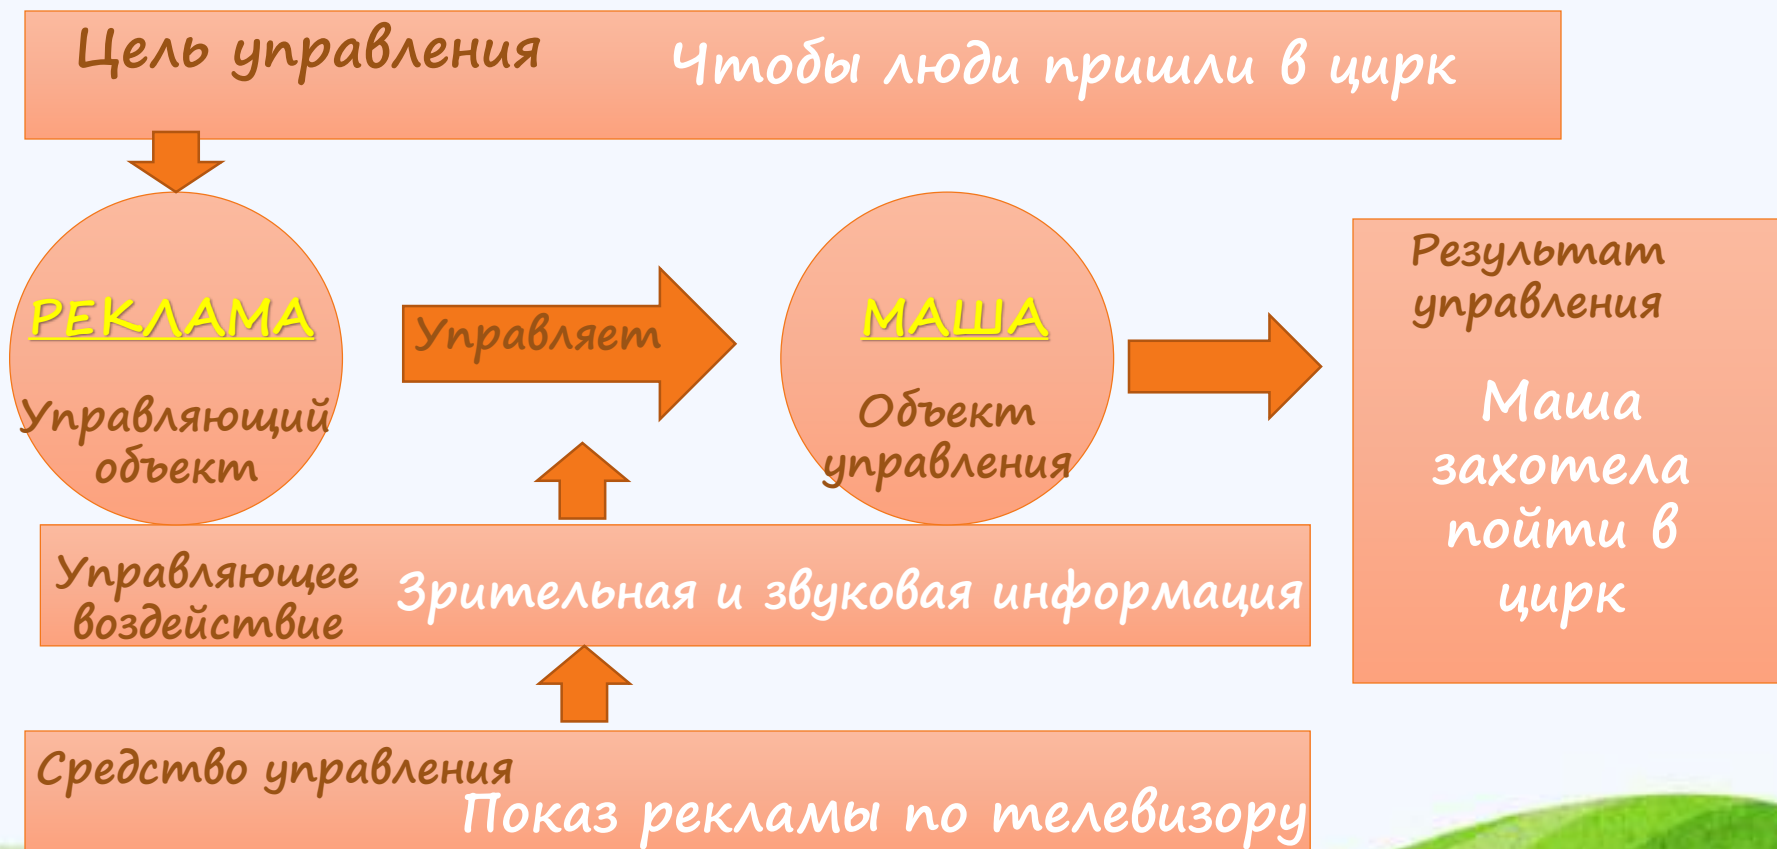 Цель управления
Чтобы люди пришли в цирк
РЕКЛАМА
Управляющий
объект
Управляет
МАША
Объект
управления
Результат
управления
Маша
захотела
пойти в
цирк
Управляющее
воздействие
Зрительная и звуковая информация
Средство управления
Показ рекламы по телевизору